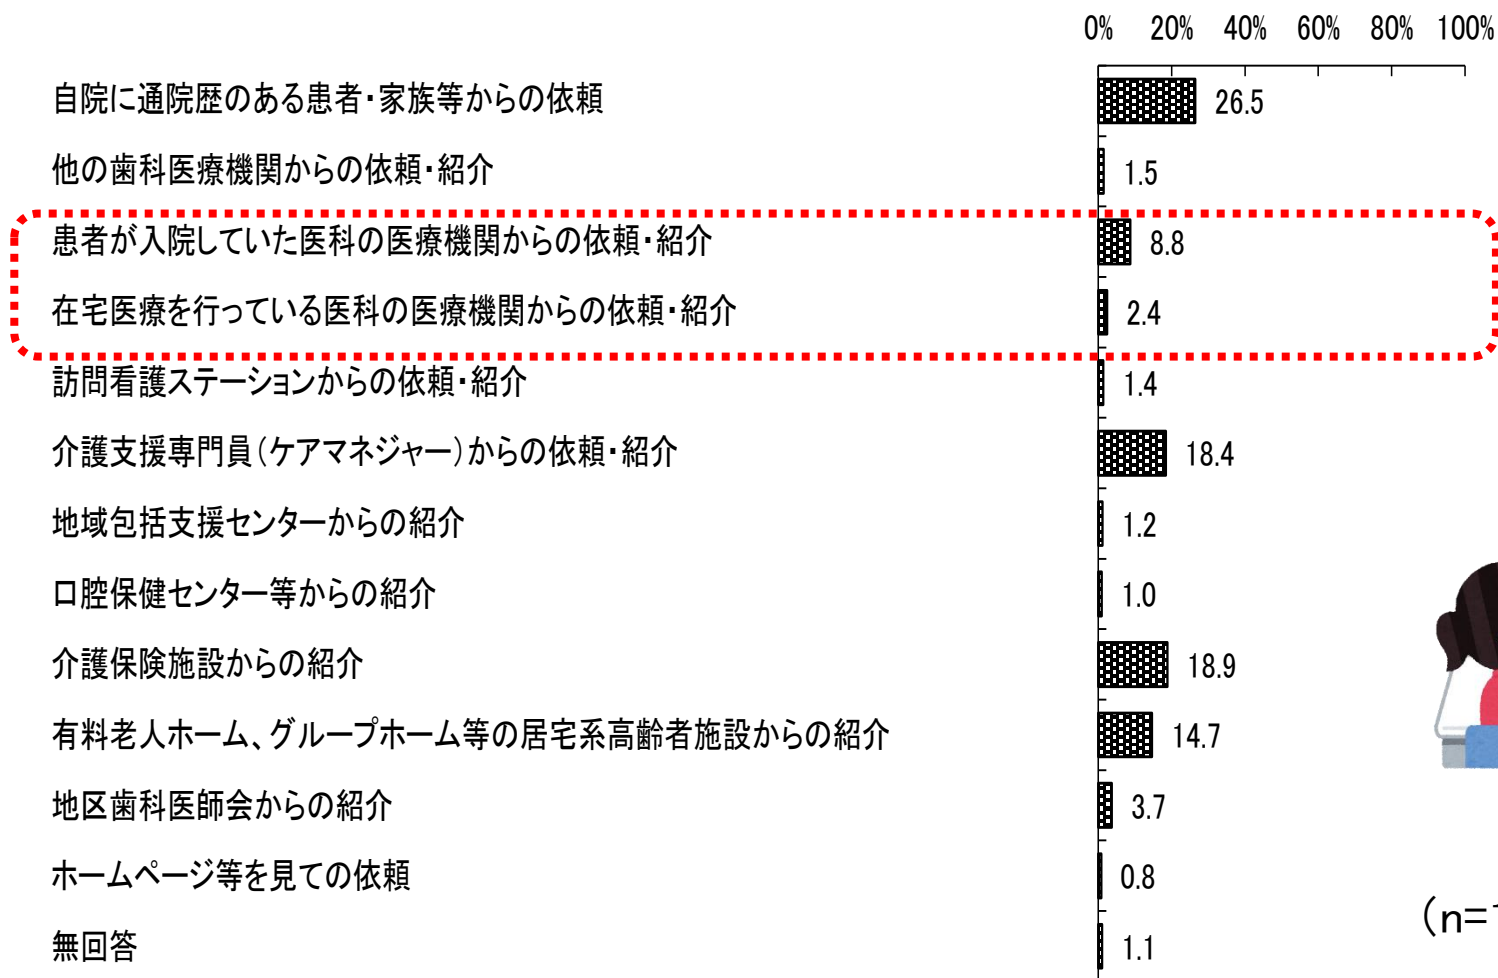 0% 20% 40% 60% 80% 100%
自院に通院歴のある患者・家族等からの依頼 26.5
他の歯科医療機関からの依頼・紹介 1.5
患者が入院していた医科の医療機関からの依頼・紹介 8.8
在宅医療を行っている医科の医療機関からの依頼・紹介 2.4
訪問看護ステーションからの依頼・紹介 1.4
介護支援専門員(ケアマネジャー)からの依頼・紹介 18.4
地域包括支援センターからの紹介 1.2
口腔保健センター等からの紹介 1.0
介護保険施設からの紹介 18.9
有料老人ホーム、グループホーム等の居宅系高齢者施設からの紹介 14.7
地区歯科医師会からの紹介 3.7
ホームページ等を見ての依頼 0.8
(n=
無回答 1.1